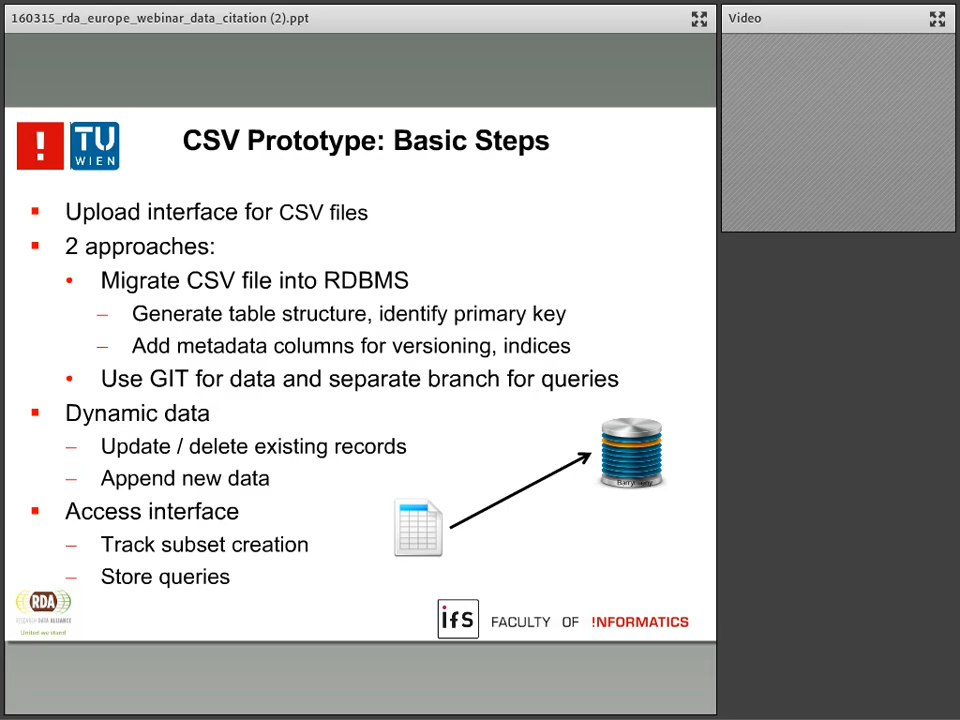 160315_rda_europe_webinar_data_citation (2).ppt
Video
!
TU
WIEN
CSV Prototype: Basic Steps
Upload interface for CSV files
2 approaches:
Migrate CSV file into RDBMS
Generate table structure, identify primary key
Add metadata columns for versioning, indices
Use GIT for data and separate branch for queries
Dynamic data
Update / delete existing records
Append new data
Access interface
Track subset creation
Store queries
RDA
RESEARCH DATA ALLIANCE
United we stand
ifs
FACULTY OF !NFORMATICS